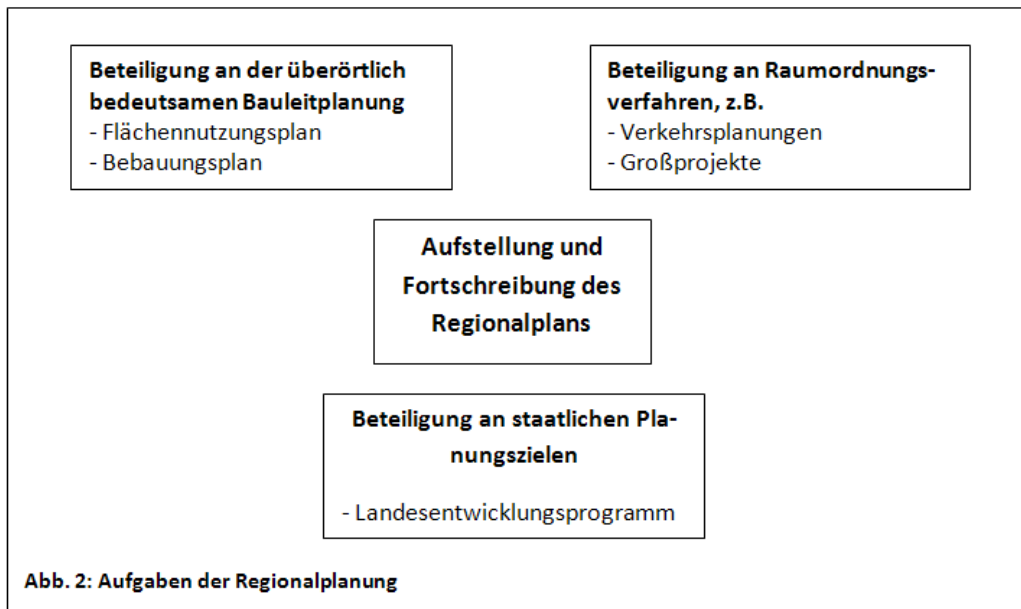 Beteiligung an der überörtlich
bedeutsamen Bauleitplanung
- Flächennutzungsplan
- Bebauungsplan
Beteiligung an Raumordnungs-
verfahren, z.B.
- Verkehrsplanungen
- Großprojekte
Aufstellung und
Fortschreibung des
Regionalplans
Beteiligung an staatlichen Pla-
nungszielen
- Landesentwicklungsprogramm
Abb. 2: Aufgaben der Regionalplanung